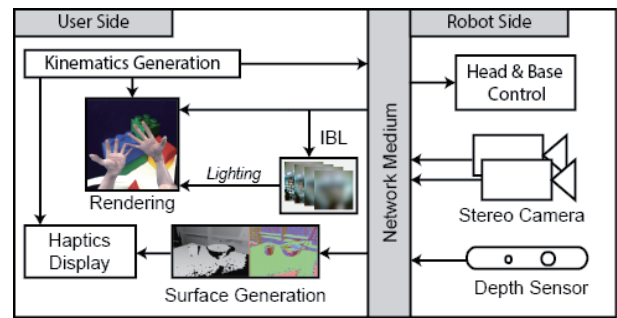 User Side
Robot Side
Kinematics Generation
Head & Base
Control
IBL
Lighting
Rendering
Network Medium
Stereo Camera
Haptics
Display
Surface Generation
Depth Sensor